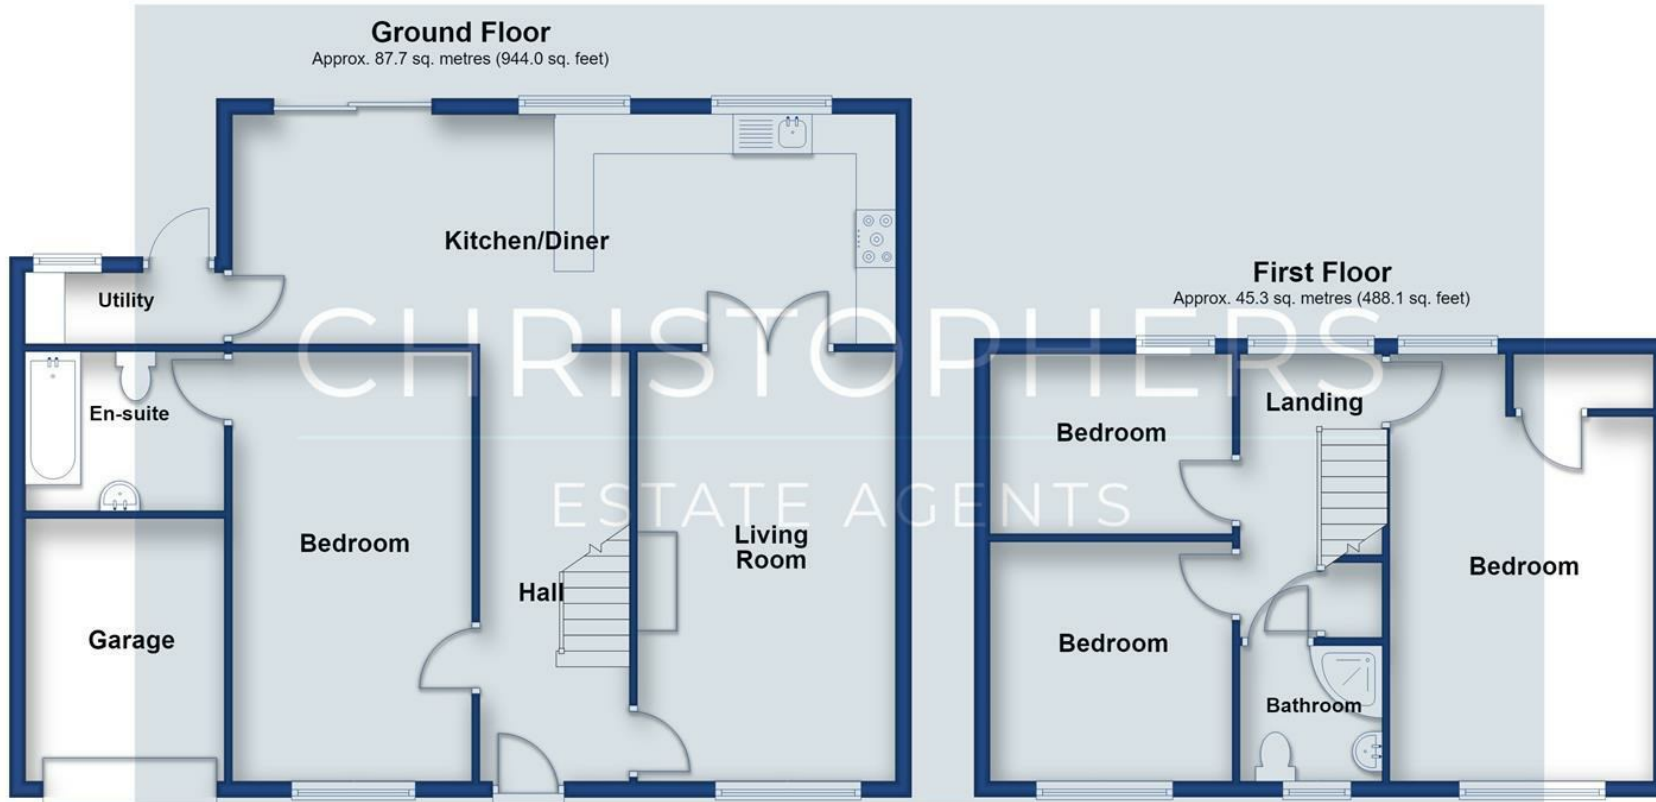 Ground Floor
Approx. 87.7 sq. metres (944.0 sq. feet)
Kitchen/Diner
Utility
En-suite
Bedroom
Hall
Living
Room
Garage
First Floor
Approx. 45.3 sq. metres (488.1 sq. feet)
Landing
Bedroom
Bedroom
Bedroom
Bathroom
CHRISTOPHERS
ESTATE AGENTS